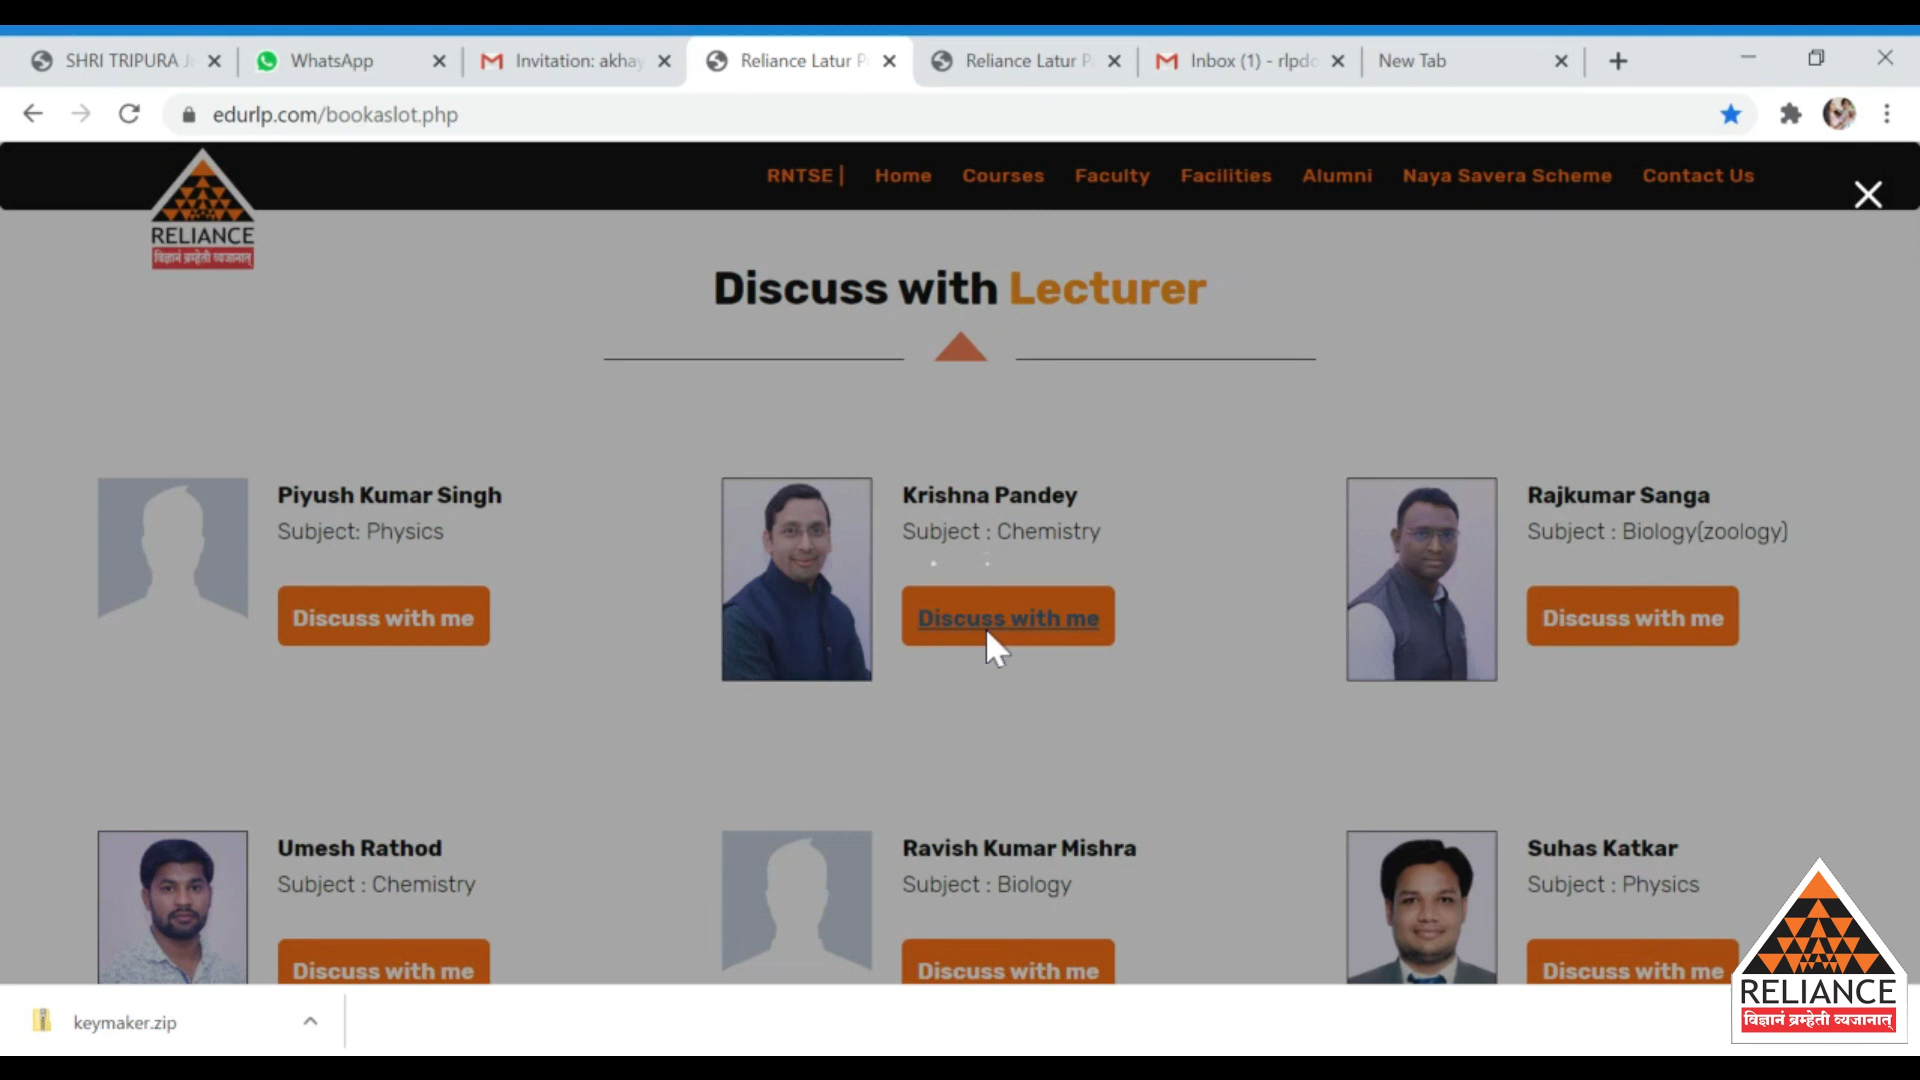 SHRI TRIPURA J
WhatsApp
Invitation: akhay
Reliance Latur P
Reliance Latur P
Inbox (1) - rlpdo
New Tab
edurlp.com/bookaslot.php
RNTSE | Home Courses Faculty Facilities Alumni Naya Savera Scheme Contact Us
RELIANCE
विज्ञानं ब्रम्हेती व्यजानात्
Discuss with Lecturer
Piyush Kumar Singh
Subject: Physics
Discuss with me
Krishna Pandey
Subject : Chemistry
Discuss with me
Rajkumar Sanga
Subject : Biology(zoology)
Discuss with me
Umesh Rathod
Subject : Chemistry
Discuss with me
Ravish Kumar Mishra
Subject : Biology
Discuss with me
Suhas Katkar
Subject : Physics
Discuss with me
keymaker.zip
RELIANCE
विज्ञानं ब्रम्हेती व्यजानात्